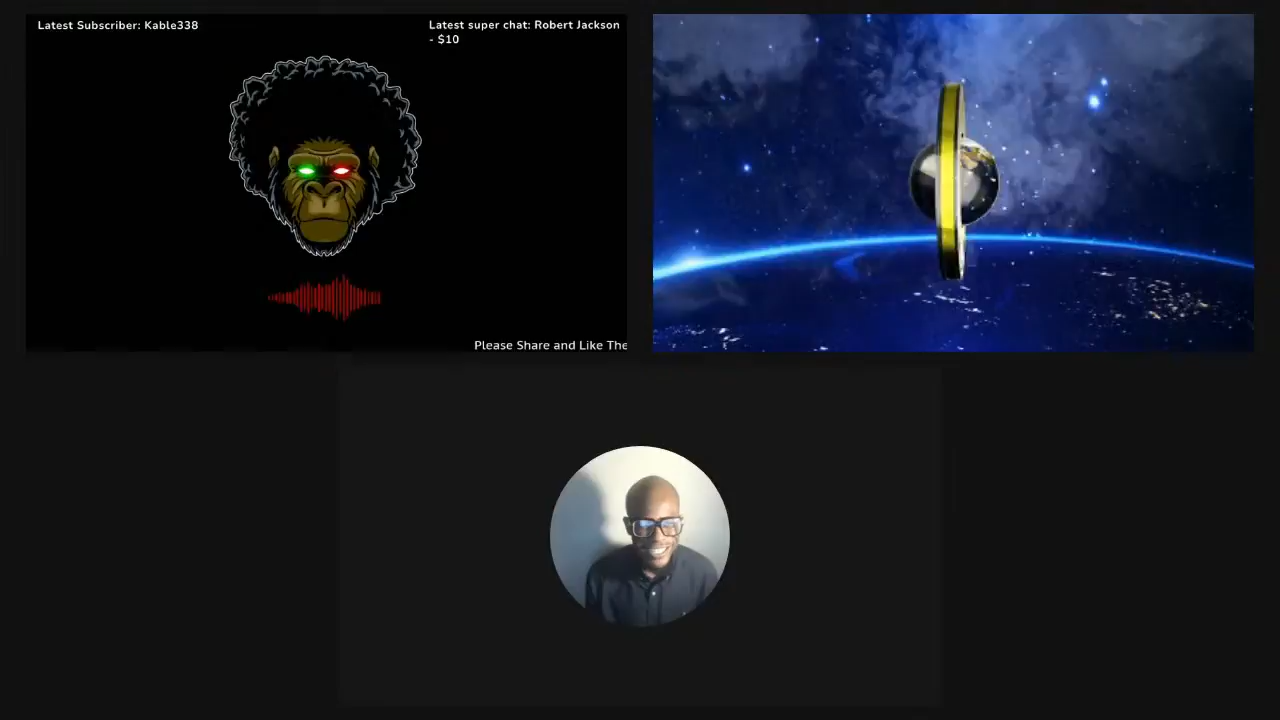 Latest Subscriber: Kable338
Latest super chat: Robert Jackson
- $10
Please Share and Like The